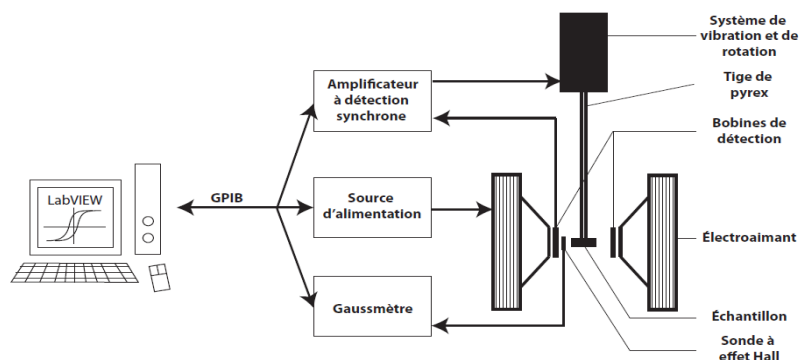 Système de
vibration et de
rotation
Amplificateur
à détection
synchrone
Tige de
pyrex
Bobines de
détection
LabVIEW
GPIB
Source
d'alimentation
Électroaimant
Gaussmètre
Échantillon
Sonde à
effet Hall